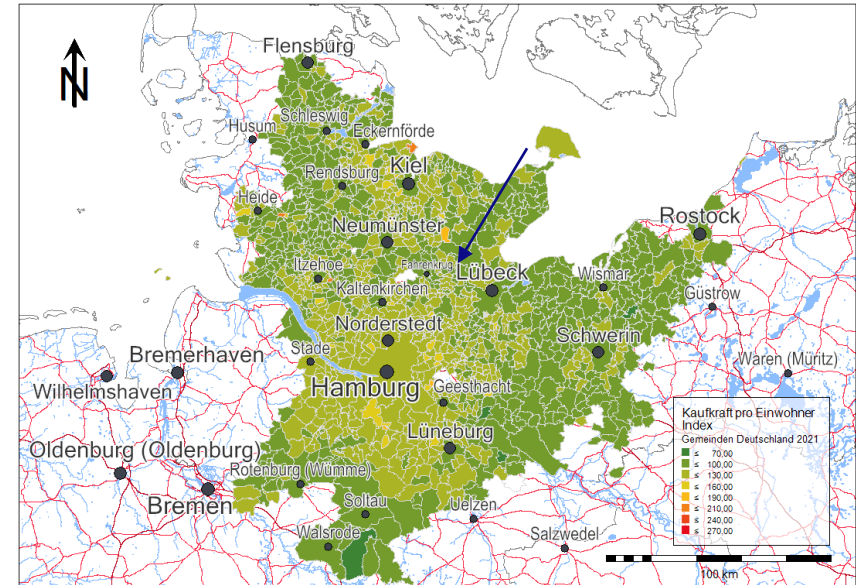 N
Flensburg
Schleswig
Husum
Eckernförde
Kiel
Rendsburg
Heide
Rostock
Neumünster
Itzehoe
Fahrenkrug
Lübeck
Wismar
Kaltenkirchen
Güstrow
Norderstedt
Schwerin
Stade
Bremerhaven
Waren (Müritz)
Wilhelmshaven
Hamburg
Geesthacht
Lüneburg
Oldenburg (Oldenburg)
Rotenburg (Wümme)
Bremen
Soltau
Uelzen
Walsrode
Salzwedel
Kaufkraft pro Einwohner
Index
Gemeinden Deutschland 2021
≤ 70,00
≤ 100,00
≤ 130,00
≤ 160,00
≤ 190,00
≤ 210,00
≤ 240,00
≤ 270,00
100 km